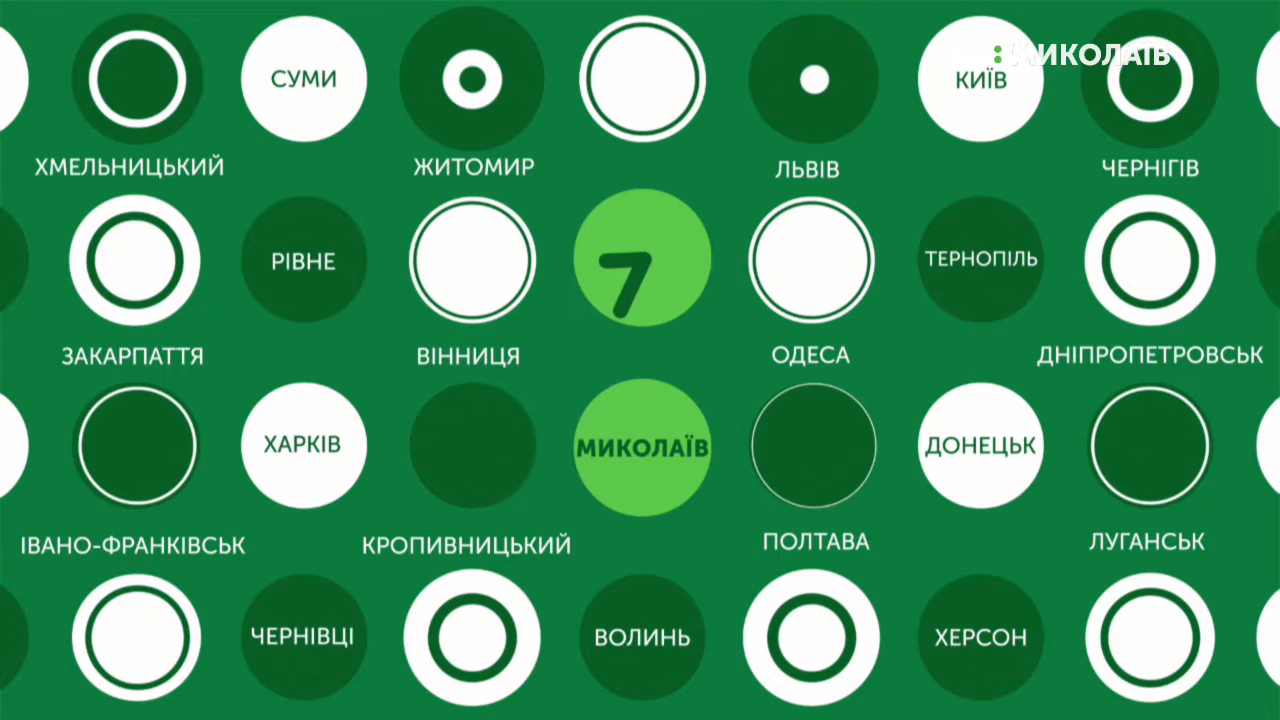 : МИКОЛАЇВ
СУМИ
КИЇВ
ХМЕЛЬНИЦЬКИЙ
ЖИТОМИР
ЛЬВІВ
ЧЕРНІГІВ
РІВНЕ
7
ТЕРНОПІЛЬ
ЗАКАРПАТТЯ
ВІННИЦЯ
ОДЕСА
ДНІПРОПЕТРОВСЬК
ХАРКІВ
МИКОЛАЇВ
ДОНЕЦЬК
ІВАНО-ФРАНКІВСЬК
КРОПИВНИЦЬКИЙ
ПОЛТАВА
ЛУГАНСЬК
ЧЕРНІВЦІ
ВОЛИНЬ
ХЕРСОН